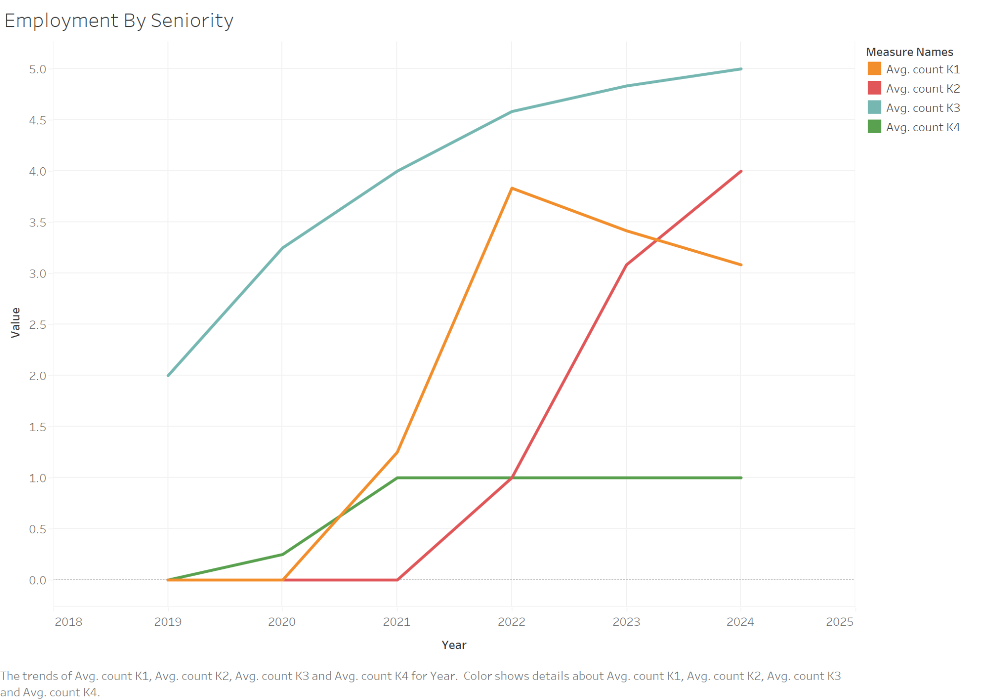 Employment By Seniority
Measure Names
Avg. count K1
Avg. count K2
Avg. count K3
Avg. count K4
5.0
4.5
4.0
3.5
3.0
2.5
2.0
1.5
1.0
0.5
0.0
Value
2018 2019 2020 2021 2022 2023 2024 2025
Year
The trends of Avg. count K1, Avg. count K2, Avg. count K3 and Avg. count K4 for Year.  Color shows details about Avg. count K1, Avg. count K2, Avg. count K3
and Avg. count K4.